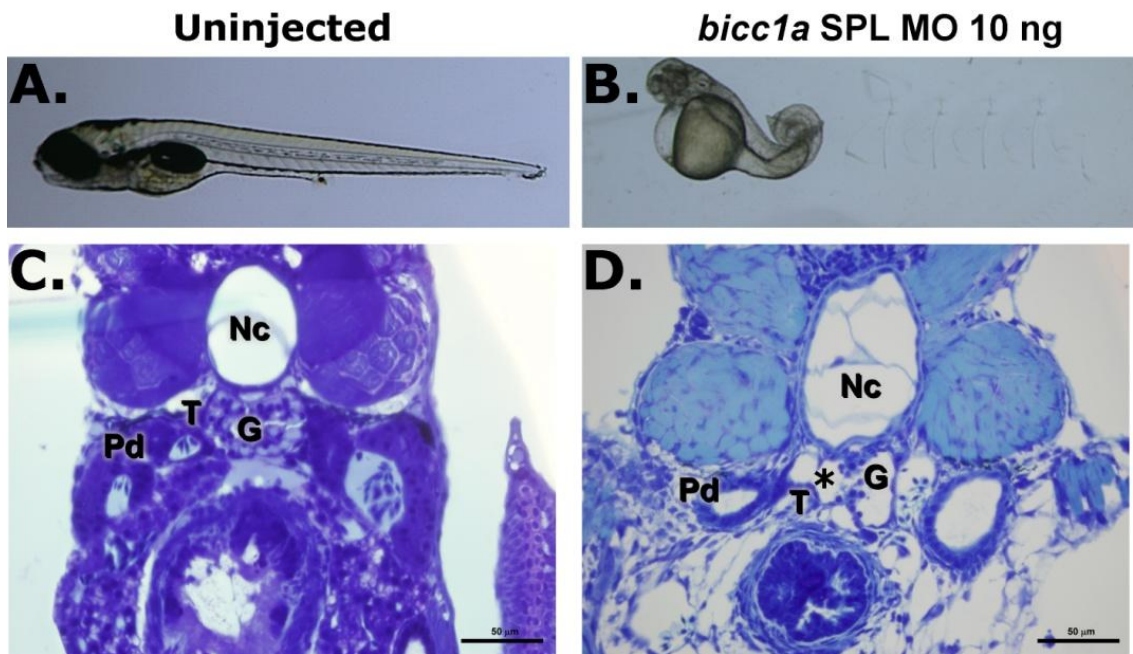 Uninjected
bicc1a SPL MO 10 ng
A.
B.
C.
Nc
T
G
Pd
50 µm
D.
Nc
*
G
Pd
T
50 µm